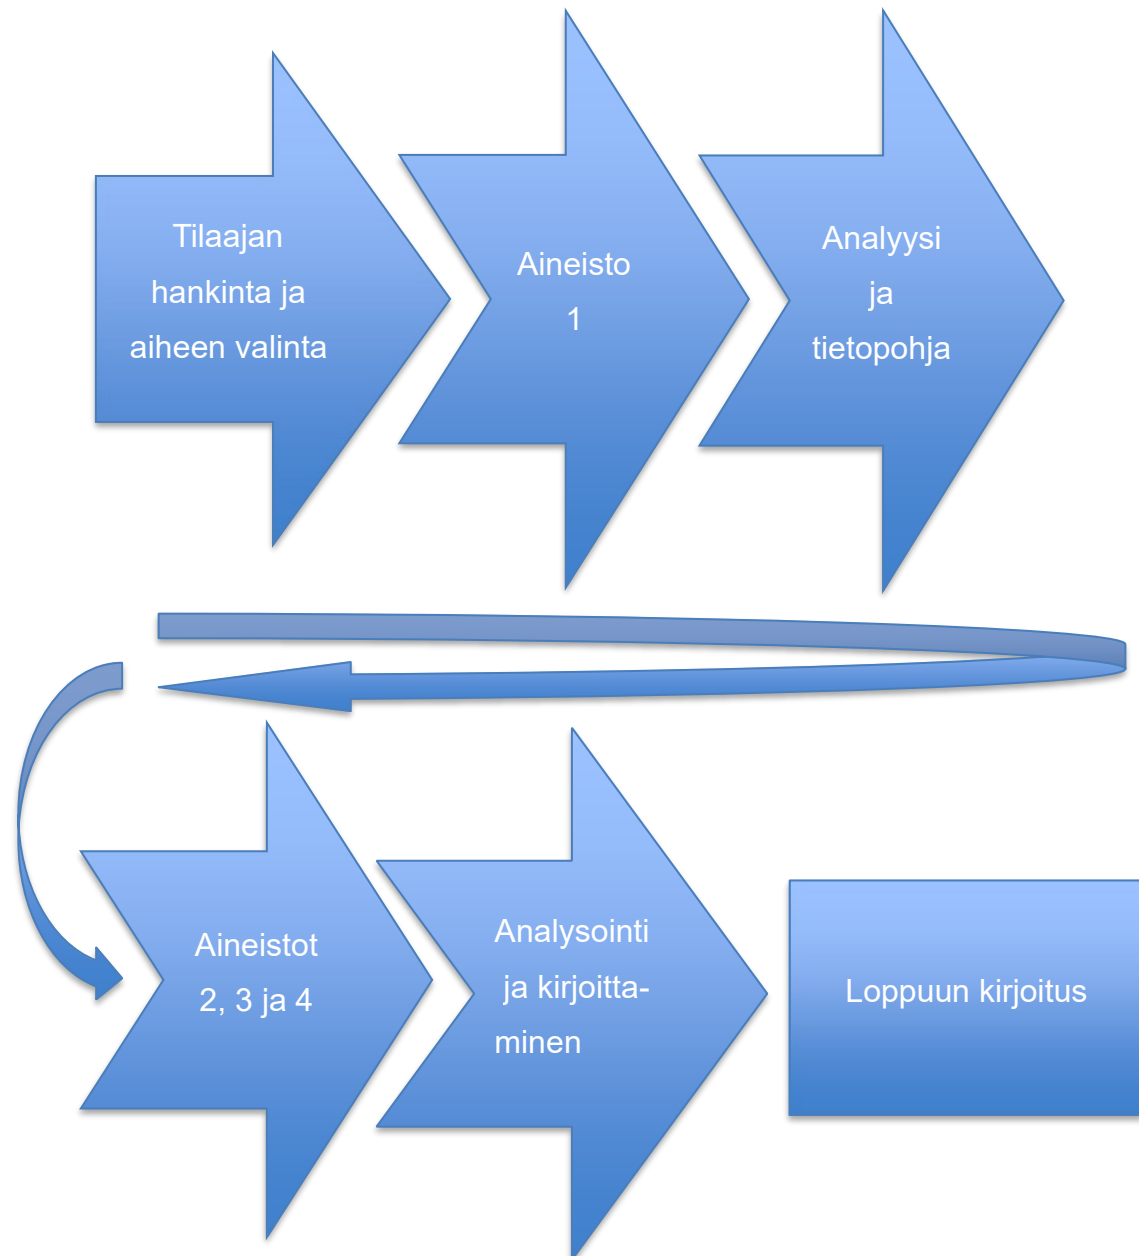 Tilaajan
hankinta ja
aiheen valinta
Aineisto
1
Analyysi
ja
tietopohja
Aineistot
2, 3 ja 4
Analysointi
ja kirjoitta-
minen
Loppuun kirjoitus